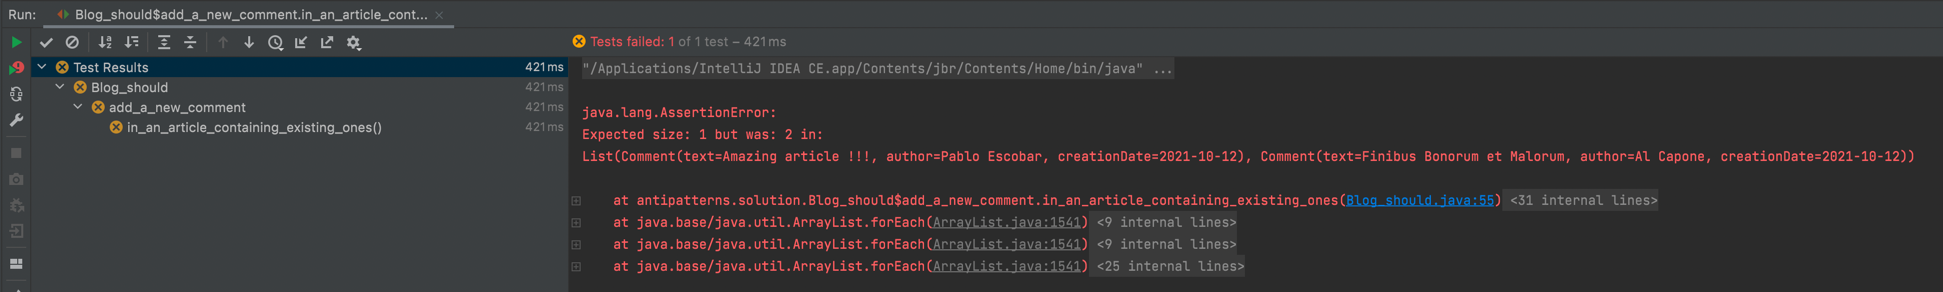 Run: Blog_should$add_a_new_comment.in_an_article_cont...
Tests failed: 1 of 1 test – 421 ms
Test Results 421 ms
Blog_should 421 ms
add_a_new_comment 421 ms
in_an_article_containing_existing_ones() 421 ms
"/Applications/IntelliJ IDEA CE.app/Contents/jbr/Contents/Home/bin/java" ...
java.lang.AssertionError:
Expected size: 1 but was: 2 in:
List(Comment(text=Amazing article !!!, author=Pablo Escobar, creationDate=2021-10-12), Comment(text=Finibus Bonorum et Malorum, author=Al Capone, creationDate=2021-10-12))
at antipatterns.solution.Blog_should$add_a_new_comment.in_an_article_containing_existing_ones(Blog_should.java:55) <31 internal lines>
at java.base/java.util.ArrayList.forEach(ArrayList.java:1541) <9 internal lines>
at java.base/java.util.ArrayList.forEach(ArrayList.java:1541) <9 internal lines>
at java.base/java.util.ArrayList.forEach(ArrayList.java:1541) <25 internal lines>